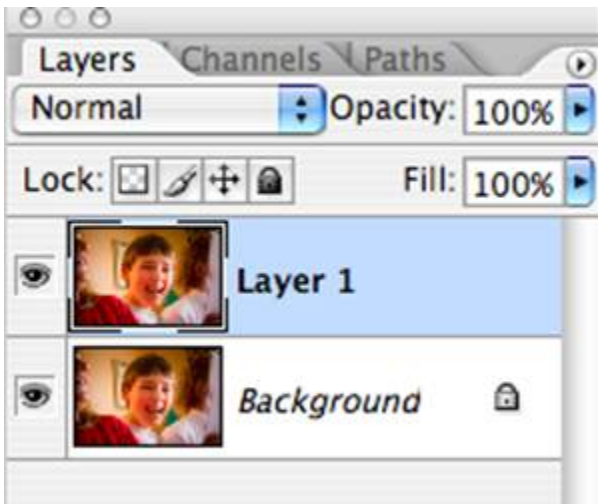 Layers Channels Paths
Normal Opacity: 100%
Lock: Fill: 100%
Layer 1
Background